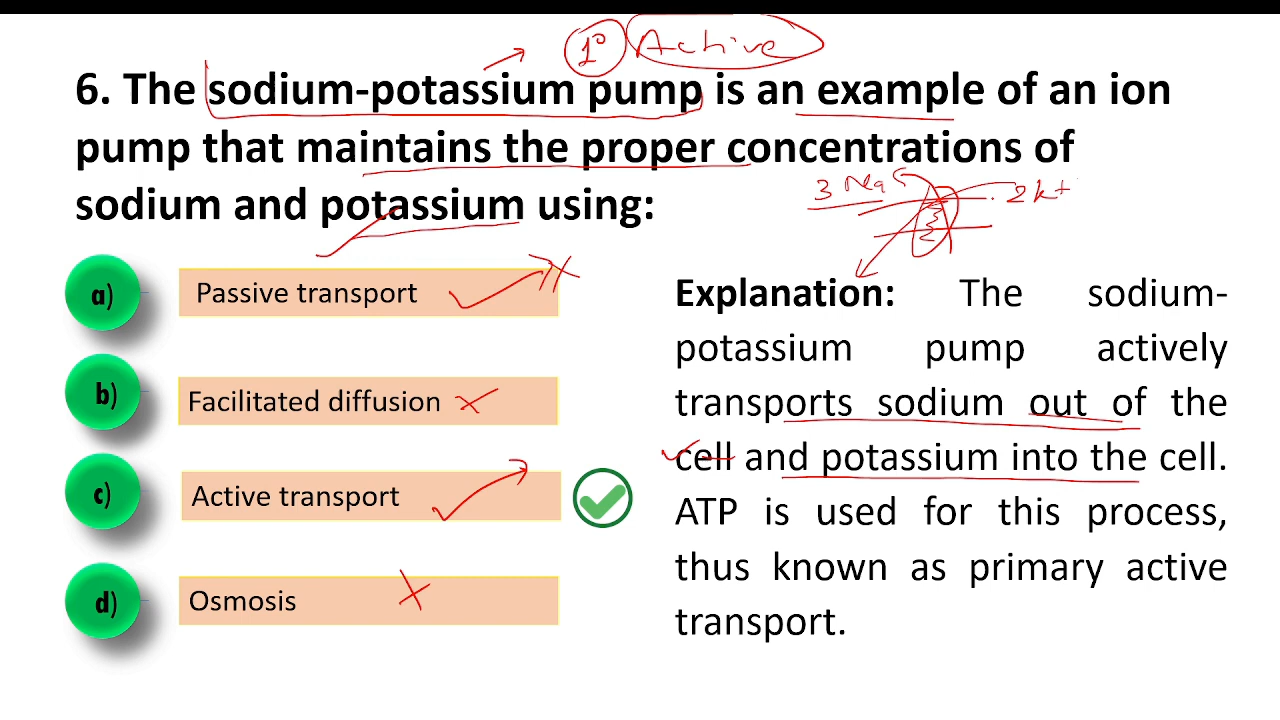 1° Active
6. The sodium-potassium pump is an example of an ion
pump that maintains the proper concentrations of
sodium and potassium using:
3 Na
2 K+
a) Passive transport
b) Facilitated diffusion
c) Active transport
d) Osmosis
Explanation: The sodium-
potassium pump actively
transports sodium out of the
cell and potassium into the cell.
ATP is used for this process,
thus known as primary active
transport.